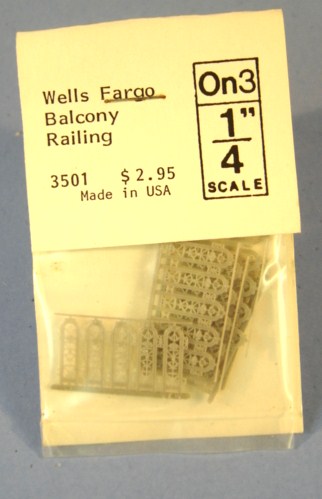 Wells Fargo
Balcony
Railing
3501 $2.95
Made in USA
On3
1"
4
SCALE